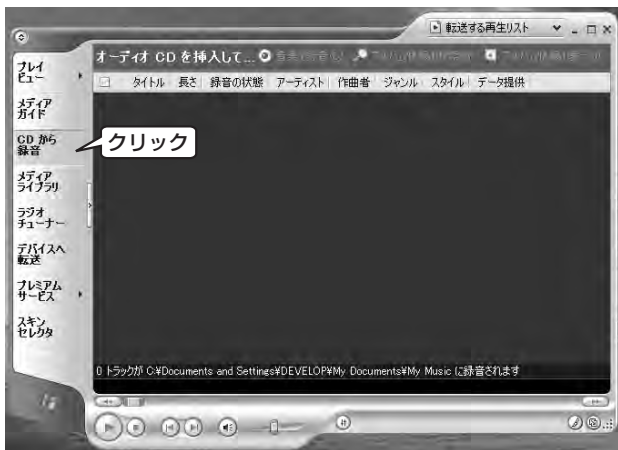 転送する再生リスト
オーディオ CD を挿入して...
タイトル 長さ 録音の状態 アーティスト 作曲者 ジャンル スタイル データ提供
プレイ
ビュー
メディア
ガイド
CD から
録音
クリック
メディア
ライブラリ
ラジオ
チューナー
デバイスへ
転送
プレミアム
サービス
スキン
セレクタ
0 トラックが C:¥Documents and Settings¥DEVELOP¥My Documents¥My Music に録音されます